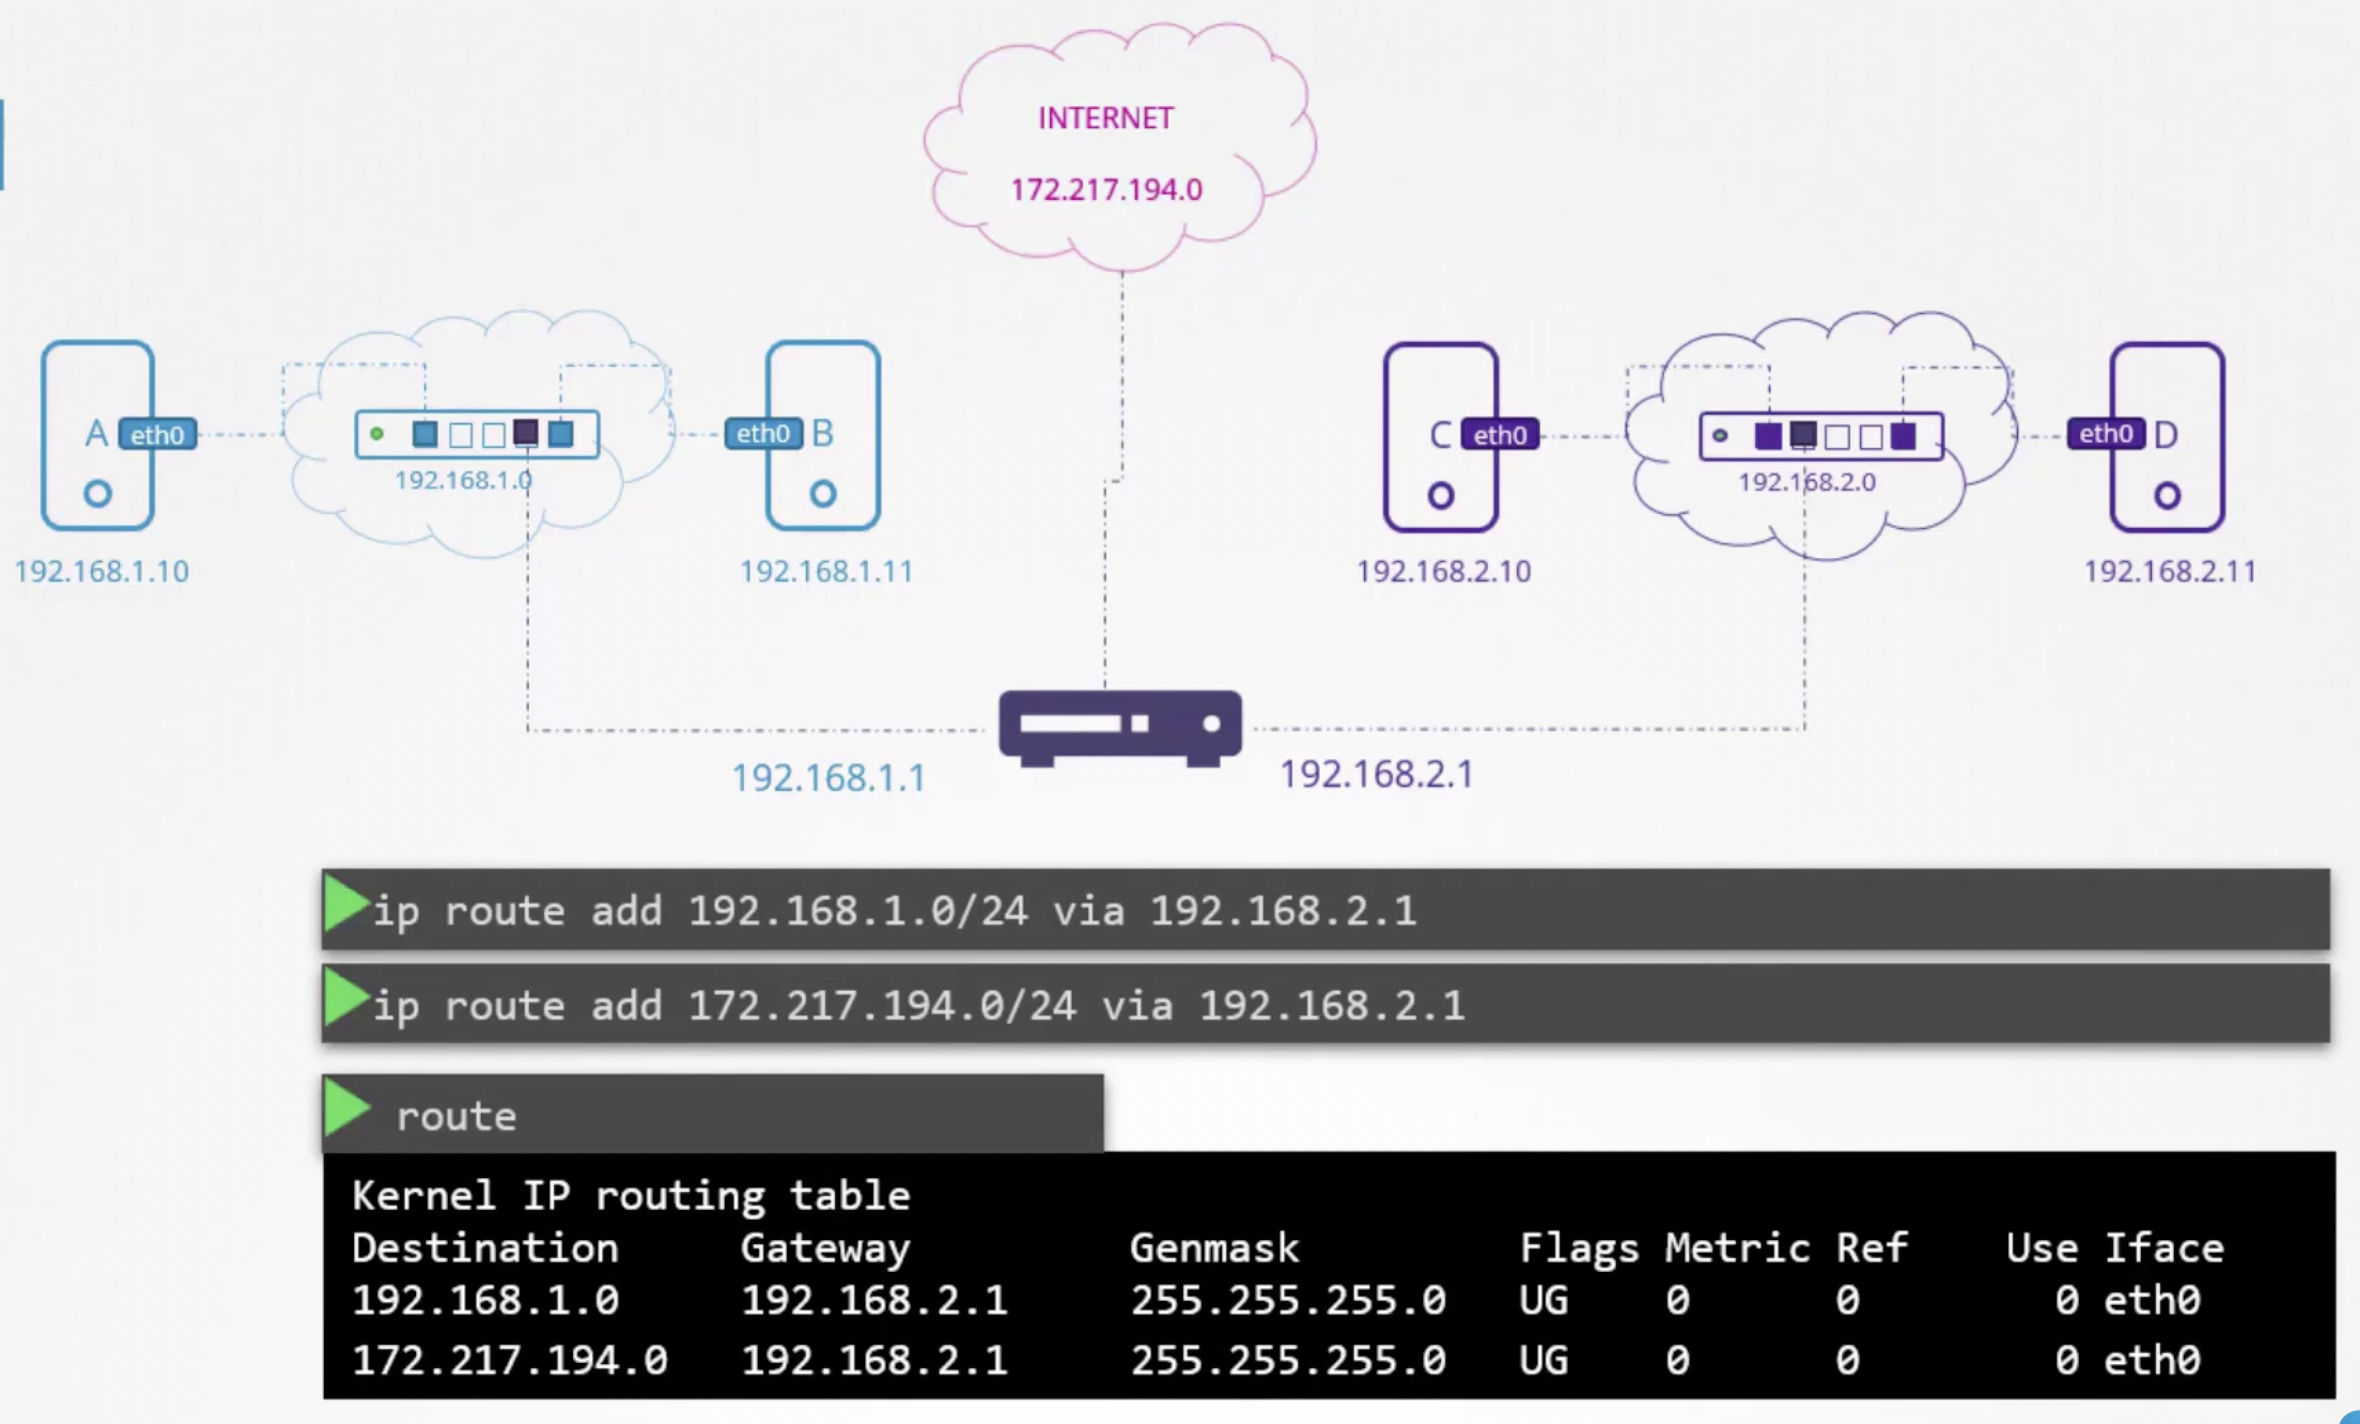 INTERNET
172.217.194.0
A eth0
192.168.1.0
eth0 B
C eth0
192.168.2.0
eth0 D
192.168.1.10
192.168.1.11
192.168.2.10
192.168.2.11
192.168.1.1
192.168.2.1
ip route add 192.168.1.0/24 via 192.168.2.1
ip route add 172.217.194.0/24 via 192.168.2.1
route
Kernel IP routing table
Destination Gateway Genmask Flags Metric Ref Use Iface
192.168.1.0 192.168.2.1 255.255.255.0 UG 0 0 0 eth0
172.217.194.0 192.168.2.1 255.255.255.0 UG 0 0 0 eth0